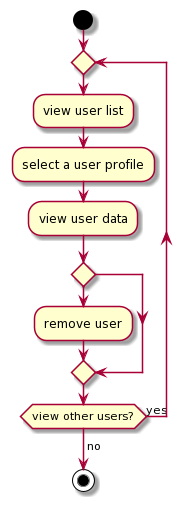 view user list
select a user profile
view user data
remove user
view other users?
yes
no